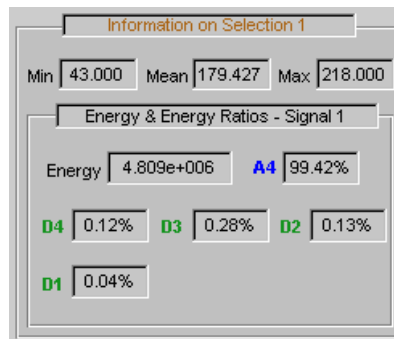 Information on Selection 1
Min 43.000 Mean 179.427 Max 218.000
Energy & Energy Ratios - Signal 1
Energy 4.809e+006 A4 99.42%
D4 0.12% D3 0.28% D2 0.13%
D1 0.04%